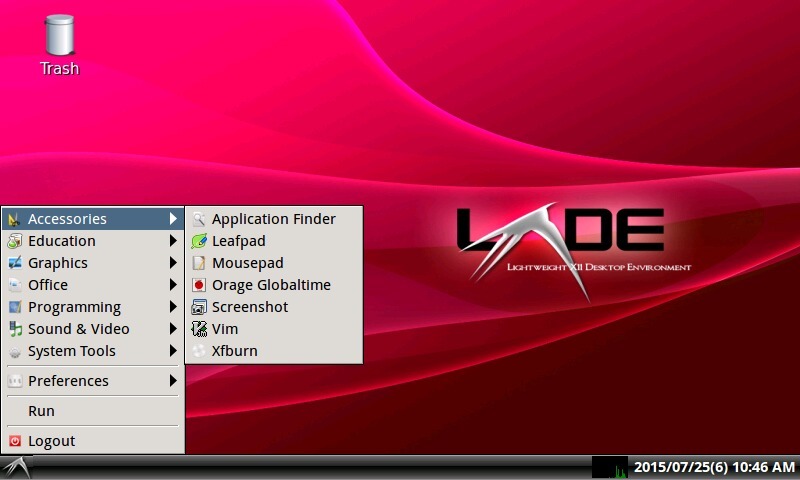 Trash
Accessories
Education
Graphics
Office
Programming
Sound & Video
System Tools
Preferences
Run
Logout
Application Finder
Leafpad
Mousepad
Orage Globaltime
Screenshot
Vim
Xfburn
LXDE
Lightweight X11 Desktop Environment
2015/07/25(6) 10:46 AM